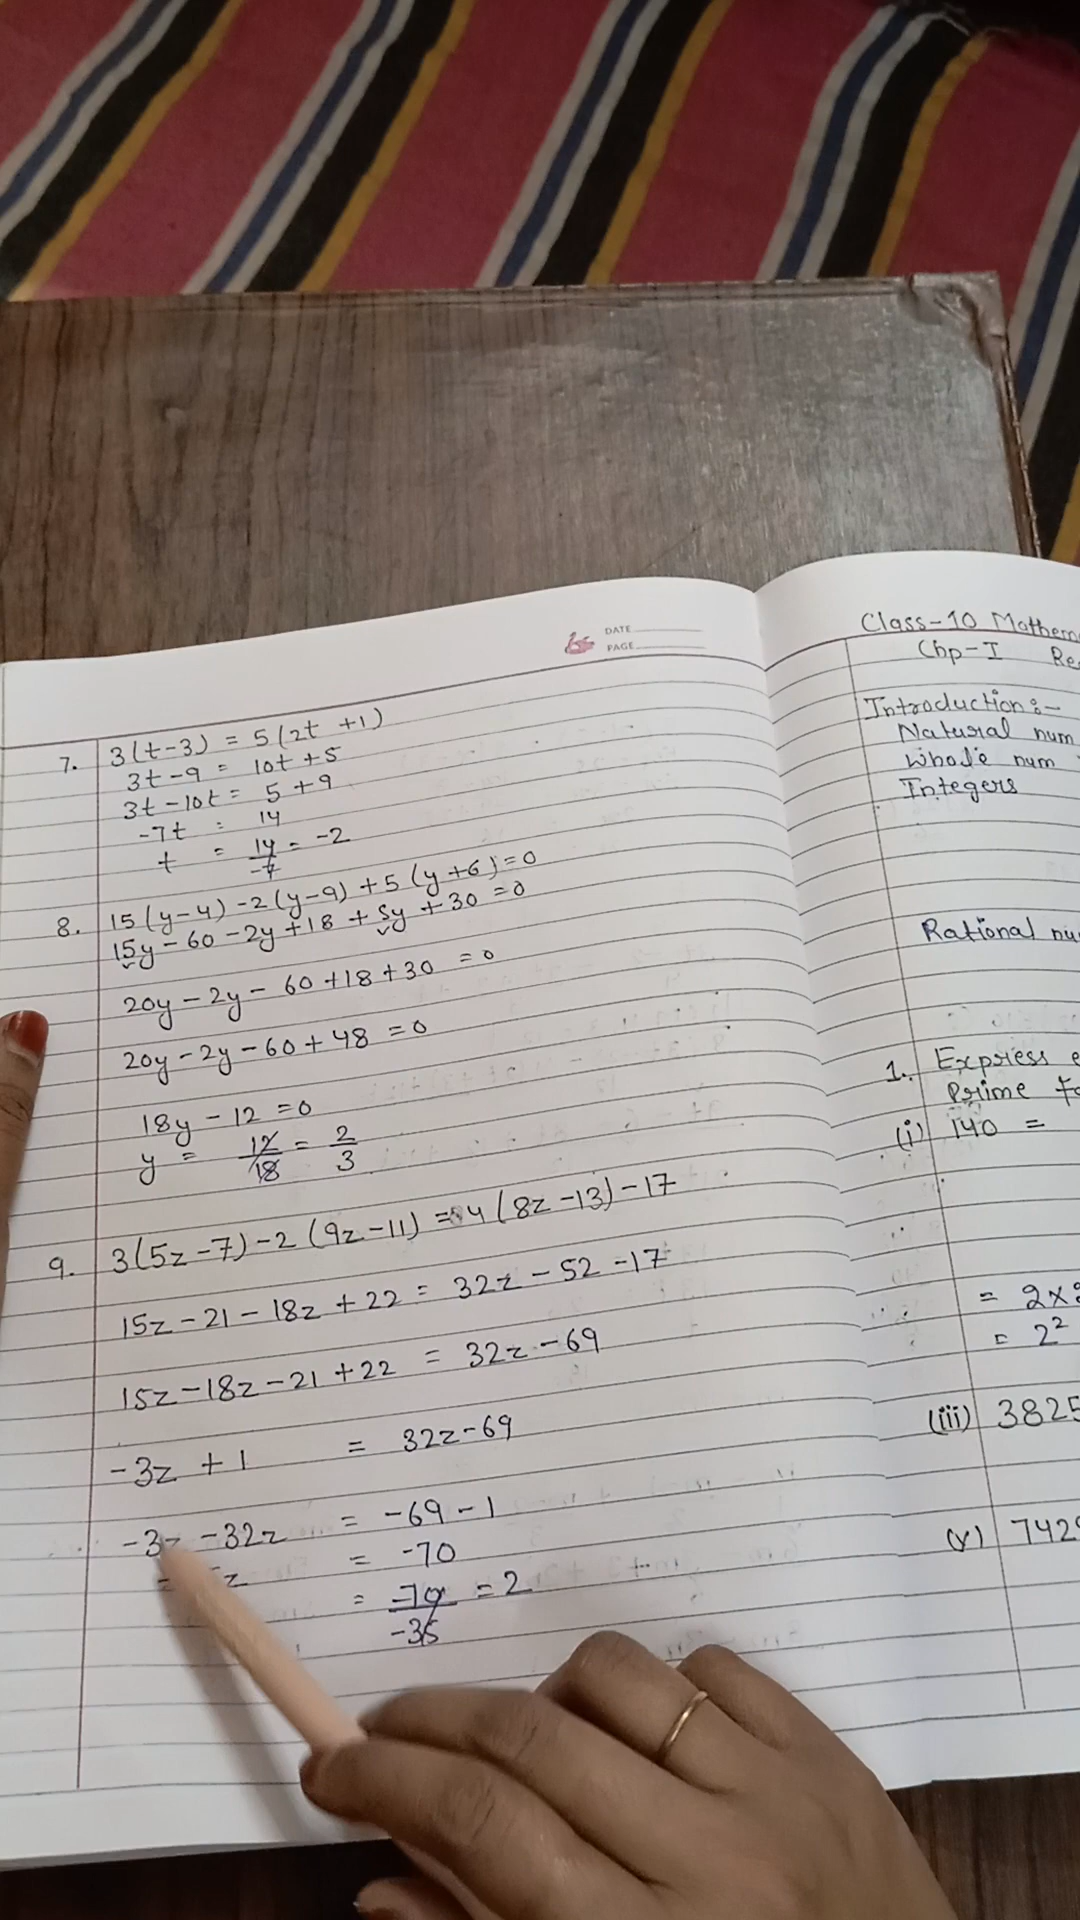 DATE
PAGE
7. 3(t-3) = 5(2t +1)
3t-9 = 10t +5
3t-10t = 5+9
-7t = 14
t = 14/-7 = -2
8. 15(y-4) -2(y-9) +5(y+6)=0
15y-60-2y+18+5y+30=0
20y-2y-60+18+30 =0
20y-2y-60+48=0
18y-12=0
y = 12/18 = 2/3
9. 3(5z-7)-2(9z-11) = 4(8z-13)-17
15z-21-18z+22 = 32z-52-17
15z-18z-21+22 = 32z-69
-3z+1 = 32z-69
-3z-32z = -69-1
z = -70
= -70/-35 = 2
Class-10
Chp-I
Introduction:-
Natural num
Whole num
Integers
Rational
1. Express
Prime
(i) 140 =
= 2×
= 2²
(iii) 3825
(v) 742